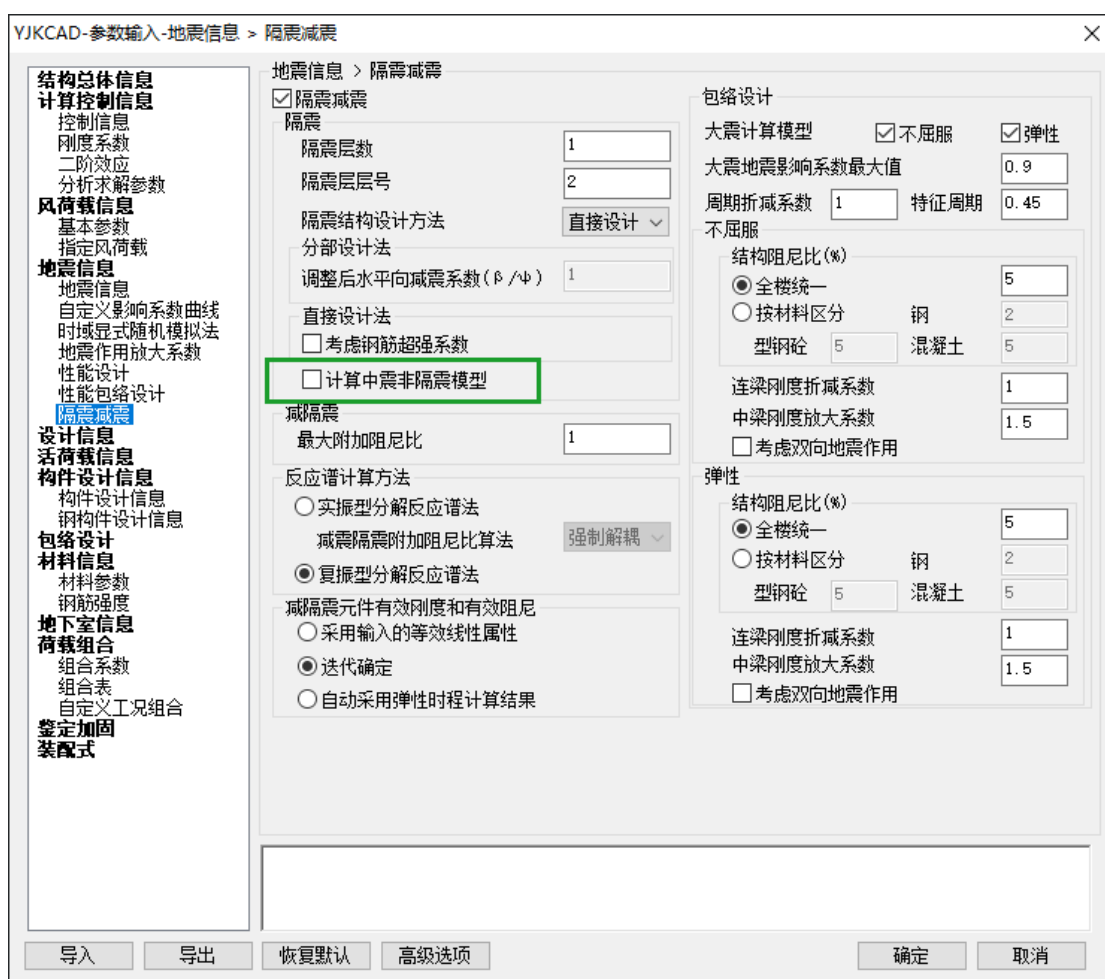 YJKCAD-参数输入-地震信息 > 隔震减震
结构总体信息
计算控制信息
控制信息
刚度系数
二阶效应
分析求解参数
风荷载信息
基本参数
指定风荷载
地震信息
地震信息
自定义影响系数曲线
时域显式随机模拟法
地震作用放大系数
性能设计
性能包络设计
隔震减震
设计信息
活荷载信息
构件设计信息
构件设计信息
钢构件设计信息
包络设计
材料信息
材料参数
钢筋强度
地下室信息
荷载组合
组合系数
组合表
自定义工况组合
鉴定加固
装配式
地震信息 > 隔震减震
隔震减震
隔震
隔震层数 1
隔震层层号 2
隔震结构设计方法 直接设计
分部设计法
调整后水平向减震系数(β/ψ) 1
直接设计法
考虑钢筋超强系数
计算中震非隔震模型
减隔震
最大附加阻尼比 1
反应谱计算方法
实振型分解反应谱法
减震隔震附加阻尼比算法 强制解耦
复振型分解反应谱法
减隔震元件有效刚度和有效阻尼
采用输入的等效线性属性
迭代确定
自动采用弹性时程计算结果
包络设计
大震计算模型 不屈服 弹性
大震地震影响系数最大值 0.9
周期折减系数 1 特征周期 0.45
不屈服
结构阻尼比(%)
全楼统一 5
按材料区分 钢 2
型钢砼 5 混凝土 5
连梁刚度折减系数 1
中梁刚度放大系数 1.5
考虑双向地震作用
弹性
结构阻尼比(%)
全楼统一 5
按材料区分 钢 2
型钢砼 5 混凝土 5
连梁刚度折减系数 1
中梁刚度放大系数 1.5
考虑双向地震作用
导入 导出 恢复默认 高级选项 确定 取消